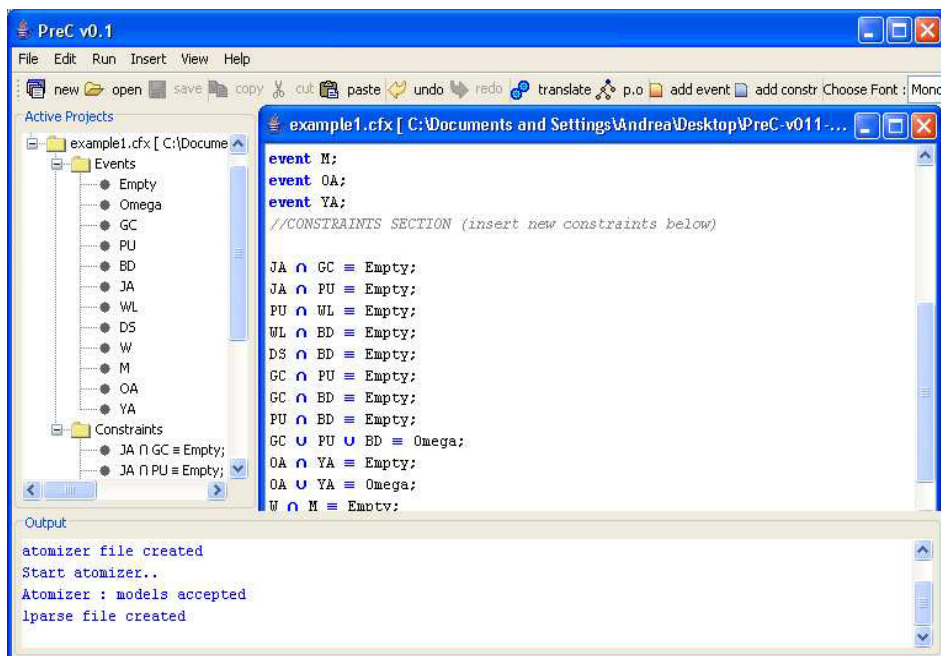 PreC v0.1
File Edit Run Insert View Help
new open save copy cut paste undo redo translate p.o add event add constr Choose Font : Mono
Active Projects
example1.cfx [ C:\Docume
Events
Empty
Omega
GC
PU
BD
JA
WL
DS
W
M
OA
YA
Constraints
JA ∩ GC ≡ Empty;
JA ∩ PU ≡ Empty;
example1.cfx [ C:\Documents and Settings\Andrea\Desktop\PreC-v011-...
event M;
event OA;
event YA;
//CONSTRAINTS SECTION (insert new constraints below)
JA ∩ GC ≡ Empty;
JA ∩ PU ≡ Empty;
PU ∩ WL ≡ Empty;
WL ∩ BD ≡ Empty;
DS ∩ BD ≡ Empty;
GC ∩ PU ≡ Empty;
GC ∩ BD ≡ Empty;
PU ∩ BD ≡ Empty;
GC ∪ PU ∪ BD ≡ Omega;
OA ∩ YA ≡ Empty;
OA ∪ YA ≡ Omega;
W ∩ M ≡ Empty;
Output
atomizer file created
Start atomizer..
Atomizer : models accepted
lparse file created